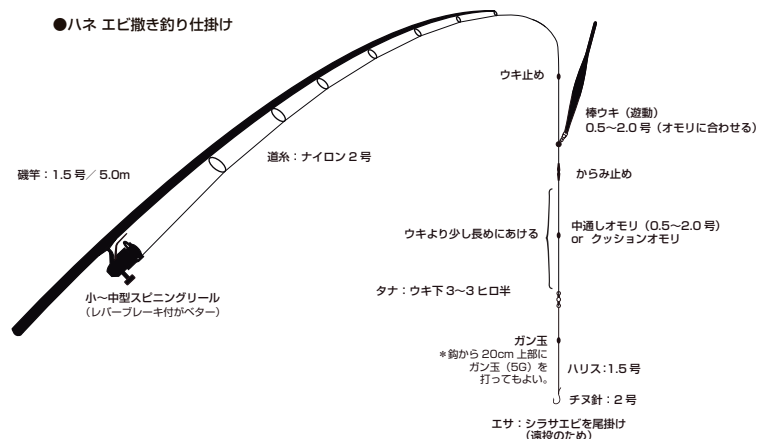 ●ハネ エビ撒き釣り仕掛け
ウキ止め
棒ウキ（遊動）
0.5〜2.0 号（オモリに合わせる）
道糸：ナイロン 2 号
磯竿：1.5 号／ 5.0m
からみ止め
ウキより少し長めにあける
中通しオモリ（0.5〜2.0 号）
or クッションオモリ
小〜中型スピニングリール
（レバーブレーキ付がベター）
タナ：ウキ下 3〜3 ヒロ半
ガン玉
＊鈎から 20cm 上部に
ガン玉（5G）を
打ってもよい。
ハリス：1.5 号
チヌ針：2 号
エサ：シラサエビを尾掛け
（遠投のため）